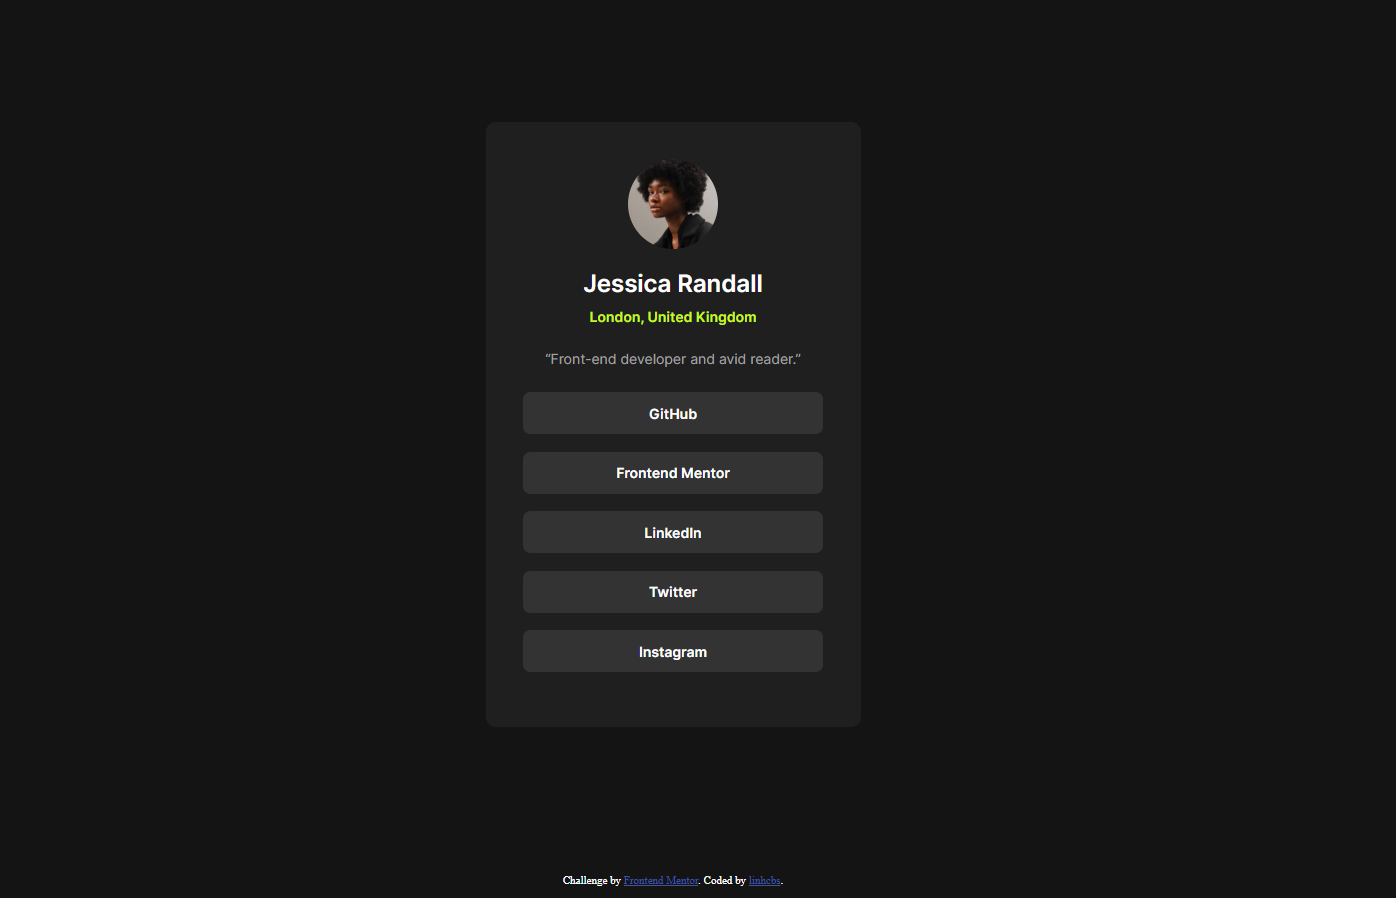 Jessica Randall
London, United Kingdom
“Front-end developer and avid reader.”
GitHub
Frontend Mentor
LinkedIn
Twitter
Instagram
Challenge by Frontend Mentor. Coded by linhcbs.